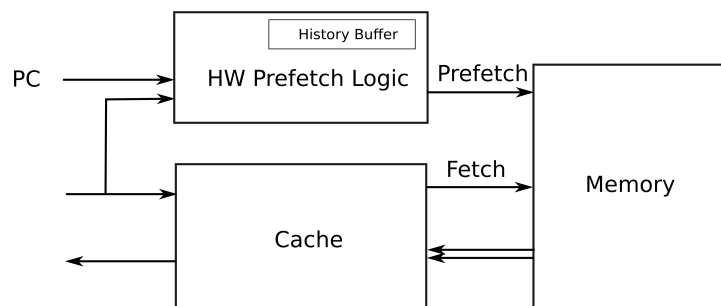 History Buffer
PC
HW Prefetch Logic
Prefetch
Fetch
Memory
Cache